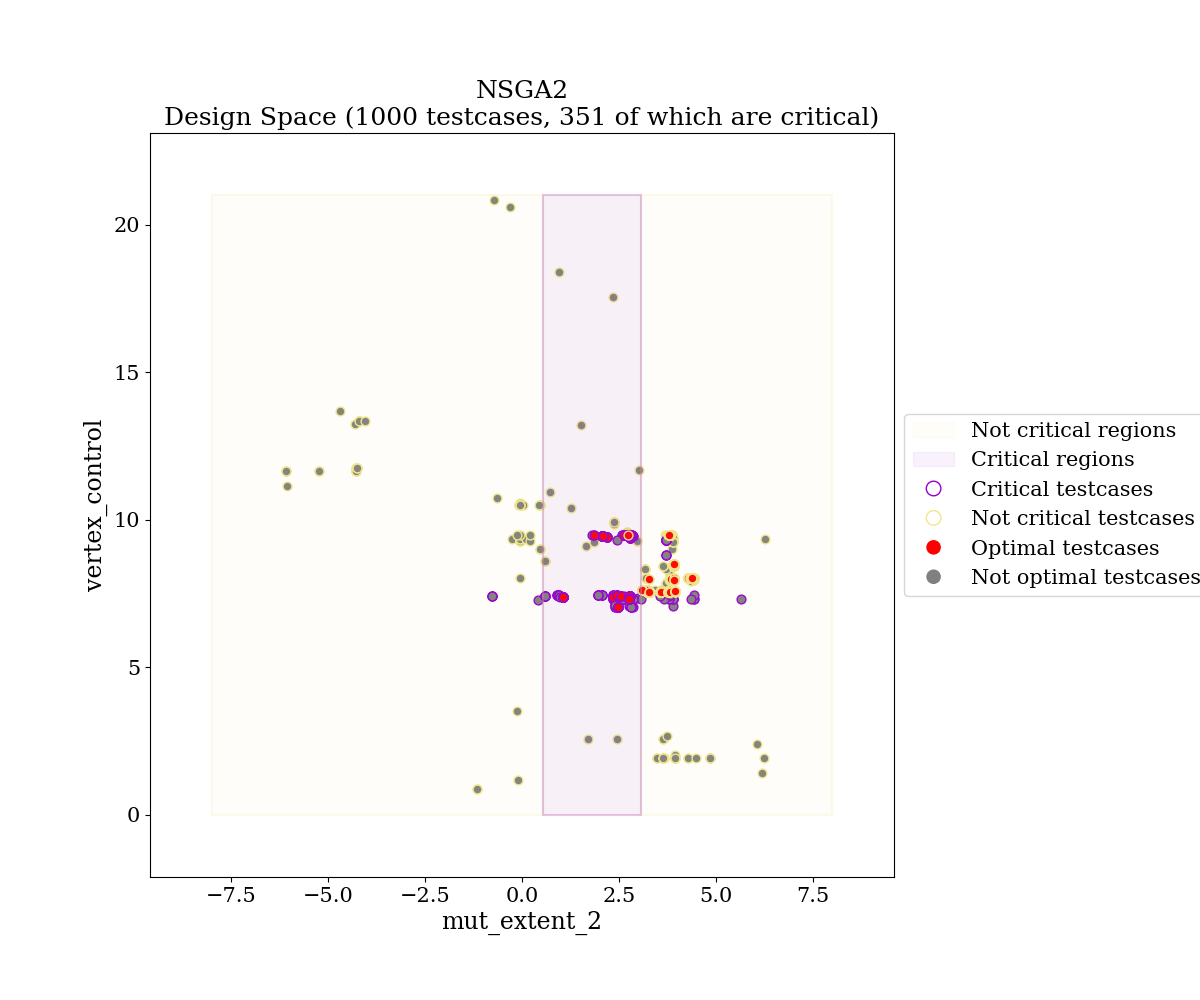 NSGA2
Design Space (1000 testcases, 351 of which are critical)
vertex_control
20
15
10
5
0
−7.5
−5.0
−2.5
0.0
2.5
5.0
7.5
mut_extent_2
Not critical regions
Critical regions
Critical testcases
Not critical testcases
Optimal testcases
Not optimal testcases